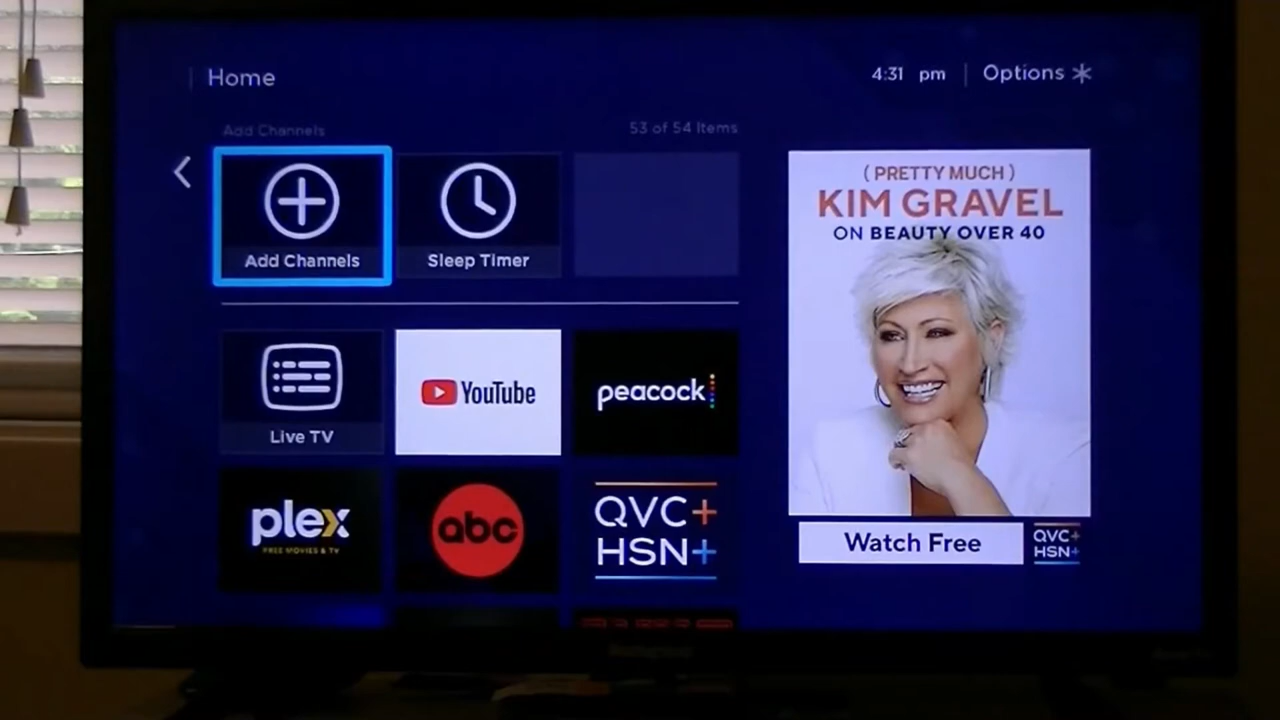 Home
4:31 pm
Options
Add Channels
53 of 54 Items
Add Channels
Sleep Timer
Live TV
YouTube
peacock
plex
FREE MOVIES & TV
abc
QVC+
HSN+
( PRETTY MUCH )
KIM GRAVEL
ON BEAUTY OVER 40
Watch Free
QVC+
HSN+